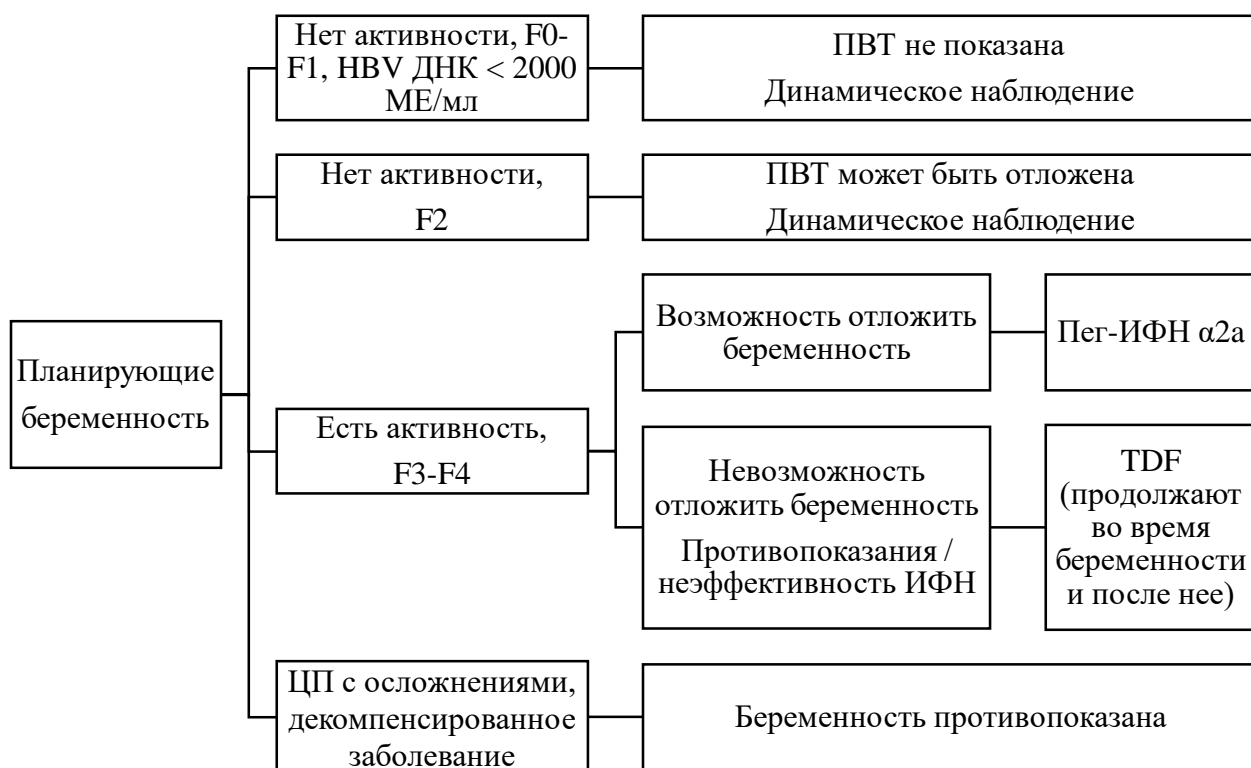 Нет активности, F0-
F1, HBV ДНК < 2000
МЕ/мл
ПВТ не показана
Динамическое наблюдение
Нет активности,
F2
ПВТ может быть отложена
Динамическое наблюдение
Планирующие
беременность
Есть активность,
F3-F4
Возможность отложить
беременность
Пег-ИФН α2a
Невозможность
отложить беременность
Противопоказания /
неэффективность ИФН
TDF
(продолжают
во время
беременности
и после нее)
ЦП с осложнениями,
декомпенсированное
заболевание
Беременность противопоказана